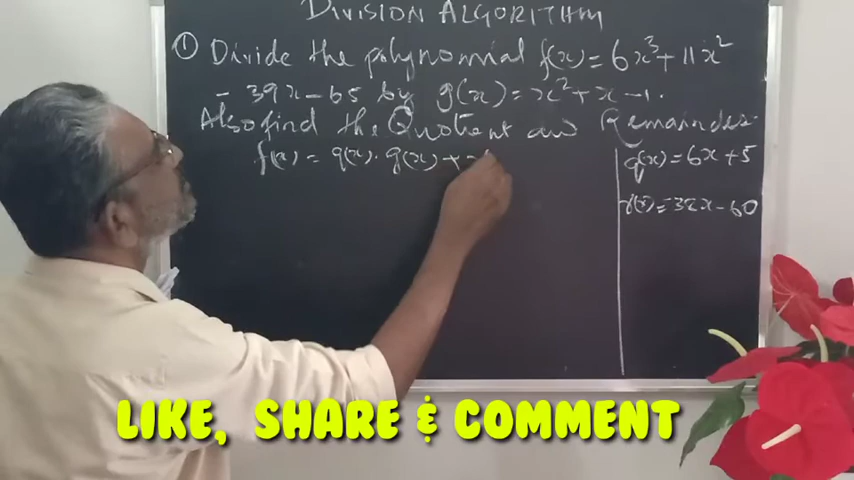 DIVISION ALGORITHM
① Divide the polynomial f(x) = 6x³ + 11x²
- 39x - 65 by g(x) = x² + x - 1.
Also find the Quotient and Remainder.
f(x) = q(x). g(x) +
q(x) = 6x + 5
r(x) = -38x - 60
LIKE, SHARE & COMMENT